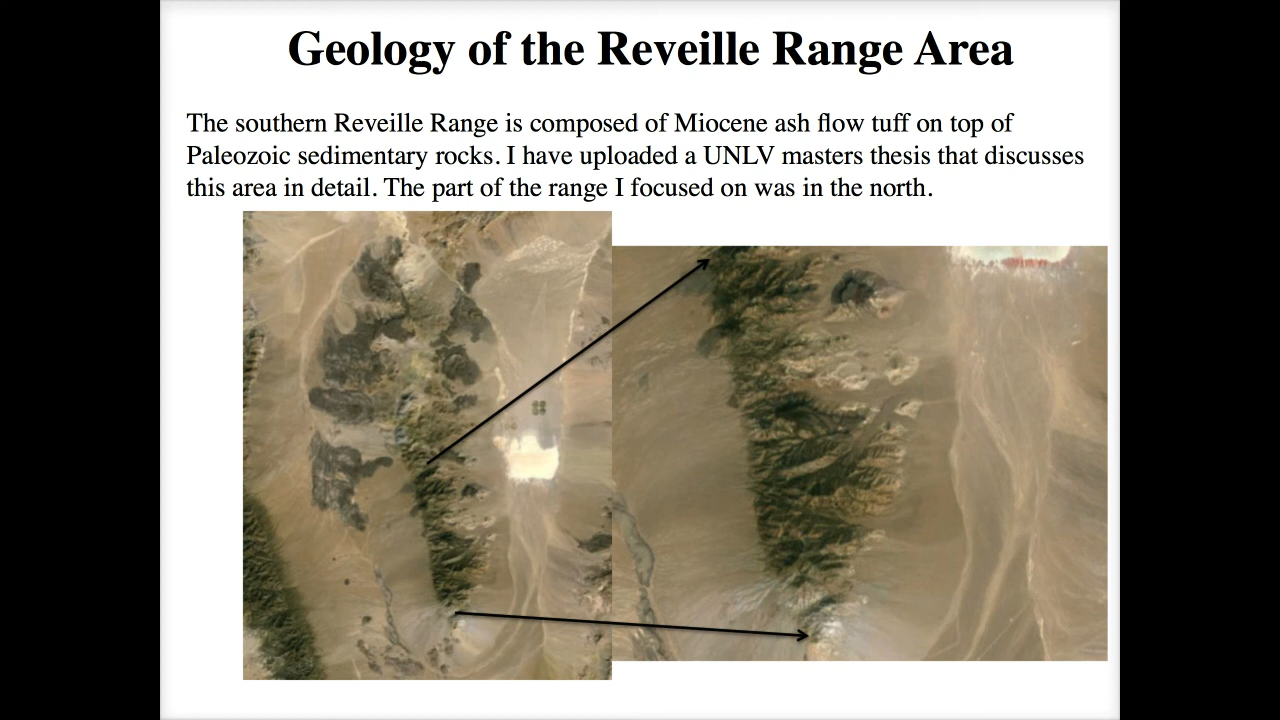 Geology of the Reveille Range Area
The southern Reveille Range is composed of Miocene ash flow tuff on top of
Paleozoic sedimentary rocks. I have uploaded a UNLV masters thesis that discusses
this area in detail. The part of the range I focused on was in the north.